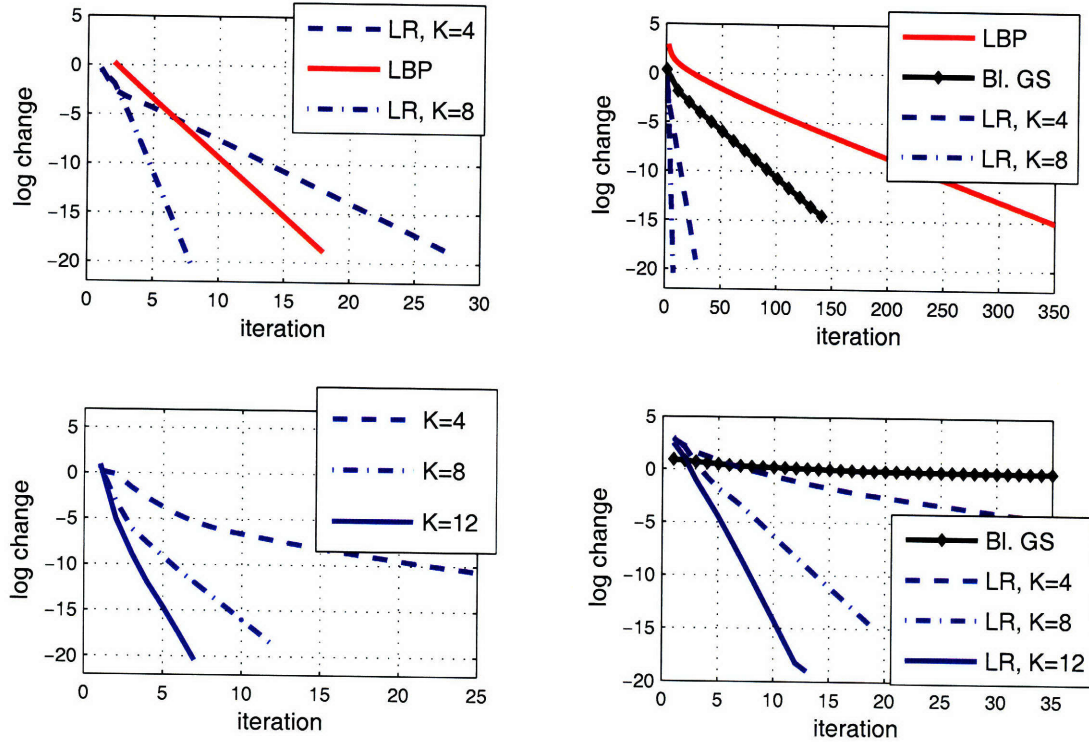 5
0
−5
−10
−15
−20
0
5
10
15
20
25
30
log change
iteration
LR, K=4
LBP
LR, K=8
5
0
−5
−10
−15
−20
0
50
100
150
200
250
300
350
log change
iteration
LBP
Bl. GS
LR, K=4
LR, K=8
5
0
−5
−10
−15
−20
0
5
10
15
20
25
log change
iteration
K=4
K=8
K=12
5
0
−5
−10
−15
−20
0
5
10
15
20
25
30
35
log change
iteration
Bl. GS
LR, K=4
LR, K=8
LR, K=12